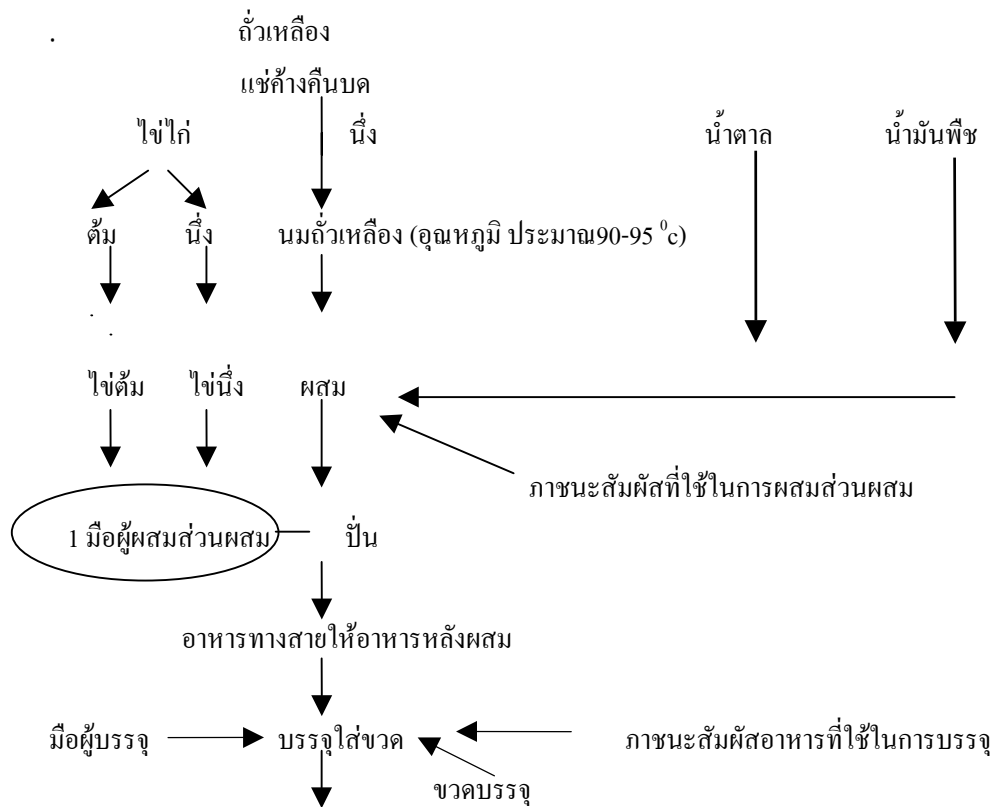 ถั่วเหลือง
แช่ค้างคืนบด
ไข่ไก่ นึ่ง น้ำตาล น้ำมันพืช
ต้ม นึ่ง นมถั่วเหลือง (อุณหภูมิ ประมาณ90-95 ⁰c)
ไข่ต้ม ไข่นึ่ง ผสม
ภาชนะสัมผัสที่ใช้ในการผสมส่วนผสม
1 มือผู้ผสมส่วนผสม ปั่น
อาหารทางสายให้อาหารหลังผสม
มือผู้บรรจุ บรรจุใส่ขวด ภาชนะสัมผัสอาหารที่ใช้ในการบรรจุ
ขวดบรรจุ